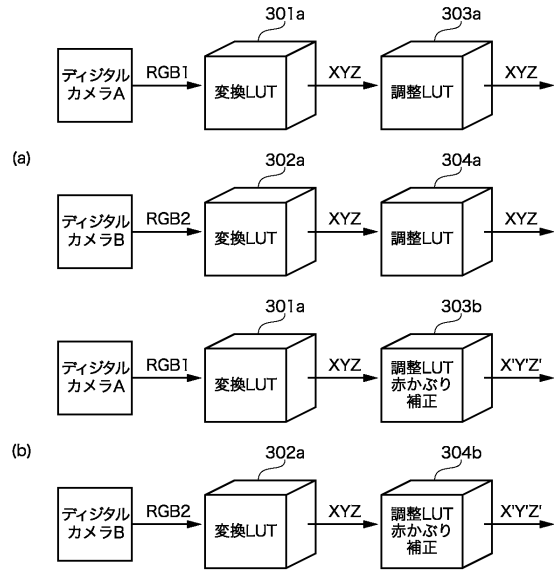 301a
303a
ディジタル
カメラA
RGB1
変換LUT
XYZ
調整LUT
XYZ
(a)
302a
304a
ディジタル
カメラB
RGB2
変換LUT
XYZ
調整LUT
XYZ
301a
303b
ディジタル
カメラA
RGB1
変換LUT
XYZ
調整LUT
赤かぶり
補正
X'Y'Z'
(b)
302a
304b
ディジタル
カメラB
RGB2
変換LUT
XYZ
調整LUT
赤かぶり
補正
X'Y'Z'